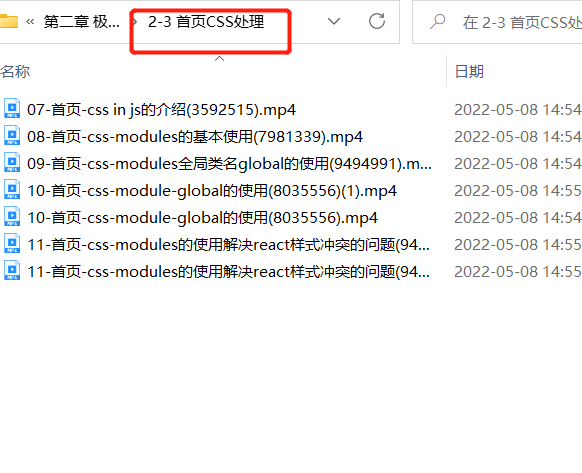 « 第二章 极... › 2-3 首页CSS处理
在 2-3 首页CSS处
名称 日期
07-首页-css in js的介绍(3592515).mp4 2022-05-08 14:54
08-首页-css-modules的基本使用(7981339).mp4 2022-05-08 14:54
09-首页-css-modules全局类名global的使用(9494991).m... 2022-05-08 14:54
10-首页-css-module-global的使用(8035556)(1).mp4 2022-05-08 14:55
10-首页-css-module-global的使用(8035556).mp4 2022-05-08 14:54
11-首页-css-modules的使用解决react样式冲突的问题(94... 2022-05-08 14:55
11-首页-css-modules的使用解决react样式冲突的问题(94... 2022-05-08 14:55